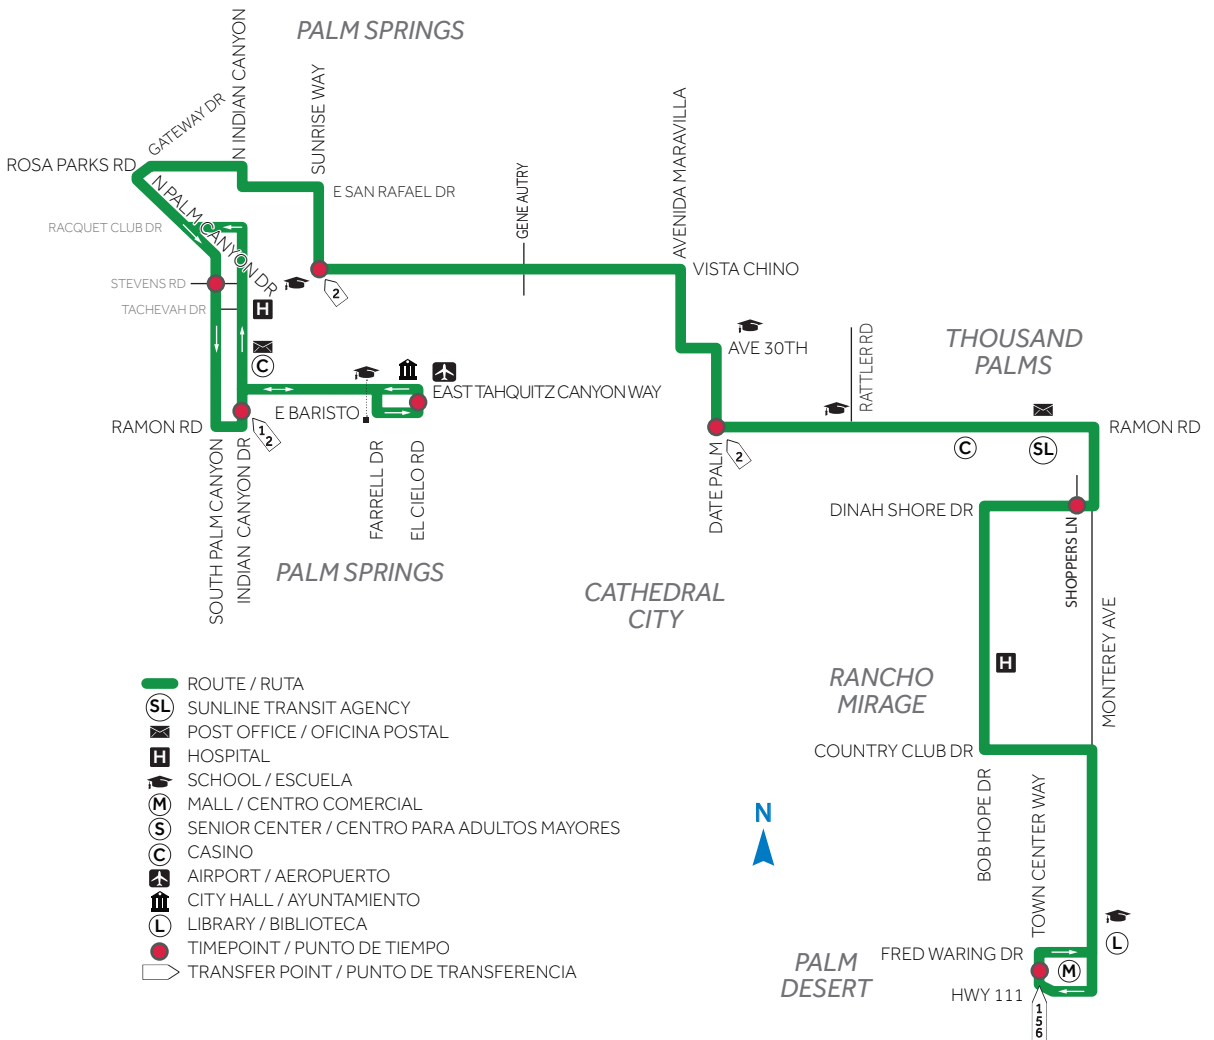 PALM SPRINGS
N INDIAN CANYON
SUNRISE WAY
GATEWAY DR
AVENIDA MARAVILLA
ROSA PARKS RD
N PALM CANYON DR
E SAN RAFAEL DR
GENE AUTRY
RACQUET CLUB DR
VISTA CHINO
STEVENS RD
2
TACHEVAH DR
H
C
AVE 30TH
RATTLER RD
THOUSAND
PALMS
EAST TAHQUITZ CANYON WAY
E BARISTO
RAMON RD
1
2
SOUTH PALM CANYON
INDIAN CANYON DR
FARRELL DR
EL CIELO RD
DATE PALM
2
C
SL
RAMON RD
DINAH SHORE DR
SHOPPERS LN
MONTEREY AVE
PALM SPRINGS
CATHEDRAL
CITY
RANCHO
MIRAGE
H
COUNTRY CLUB DR
BOB HOPE DR
TOWN CENTER WAY
ROUTE / RUTA
SL SUNLINE TRANSIT AGENCY
POST OFFICE / OFICINA POSTAL
H HOSPITAL
SCHOOL / ESCUELA
M MALL / CENTRO COMERCIAL
S SENIOR CENTER / CENTRO PARA ADULTOS MAYORES
C CASINO
AIRPORT / AEROPUERTO
CITY HALL / AYUNTAMIENTO
L LIBRARY / BIBLIOTECA
TIMEPOINT / PUNTO DE TIEMPO
TRANSFER POINT / PUNTO DE TRANSFERENCIA
N
L
FRED WARING DR
PALM
DESERT
M
HWY 111
1
5
6